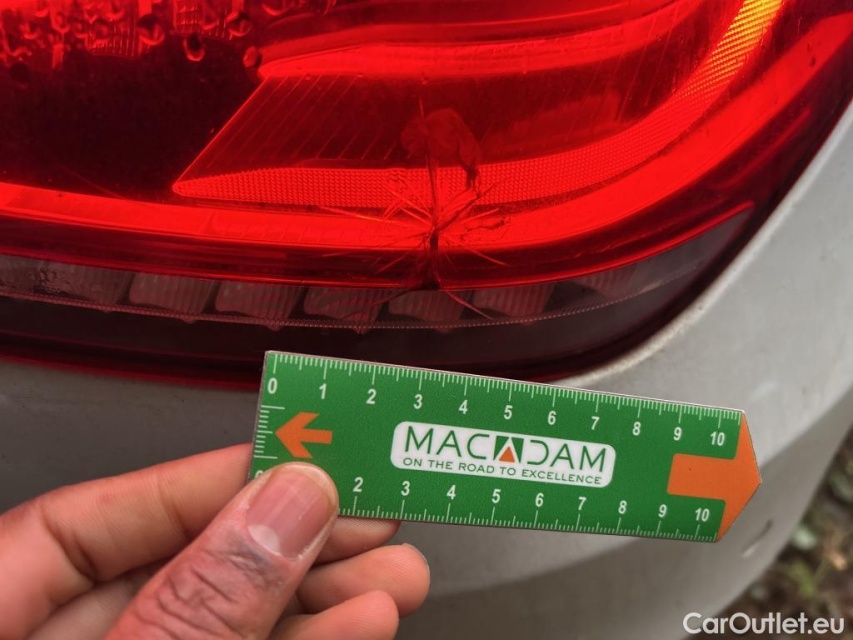 0 1 2 3 4 5 6 7 8 9 10
MACADAM
ON THE ROAD TO EXCELLENCE
2 3 4 5 6 7 8 9 10
CarOutlet.eu